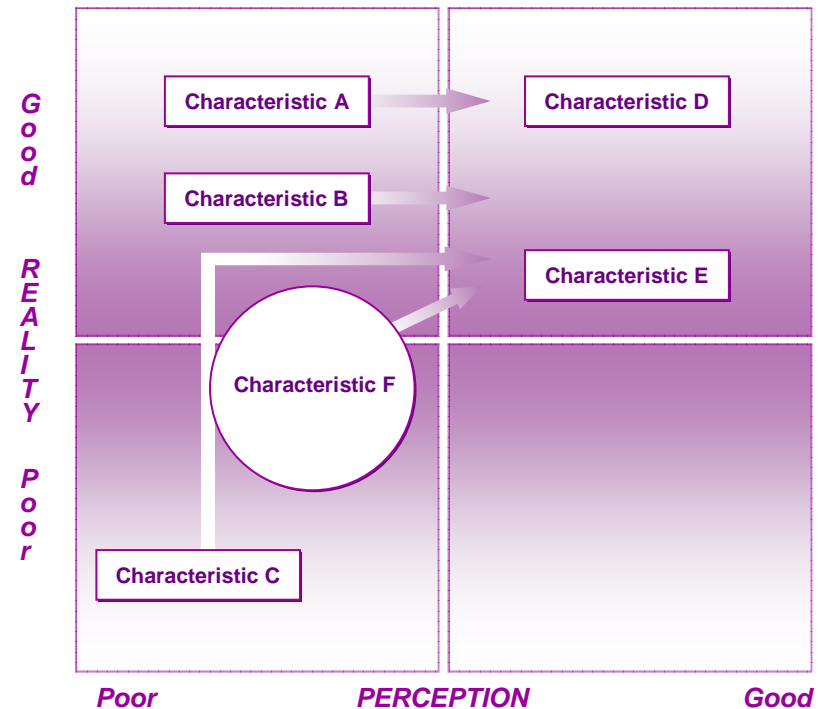 Characteristic A
Characteristic D
Characteristic B
Characteristic E
Characteristic F
Characteristic C
Good
REALITY
Poor
Poor PERCEPTION Good